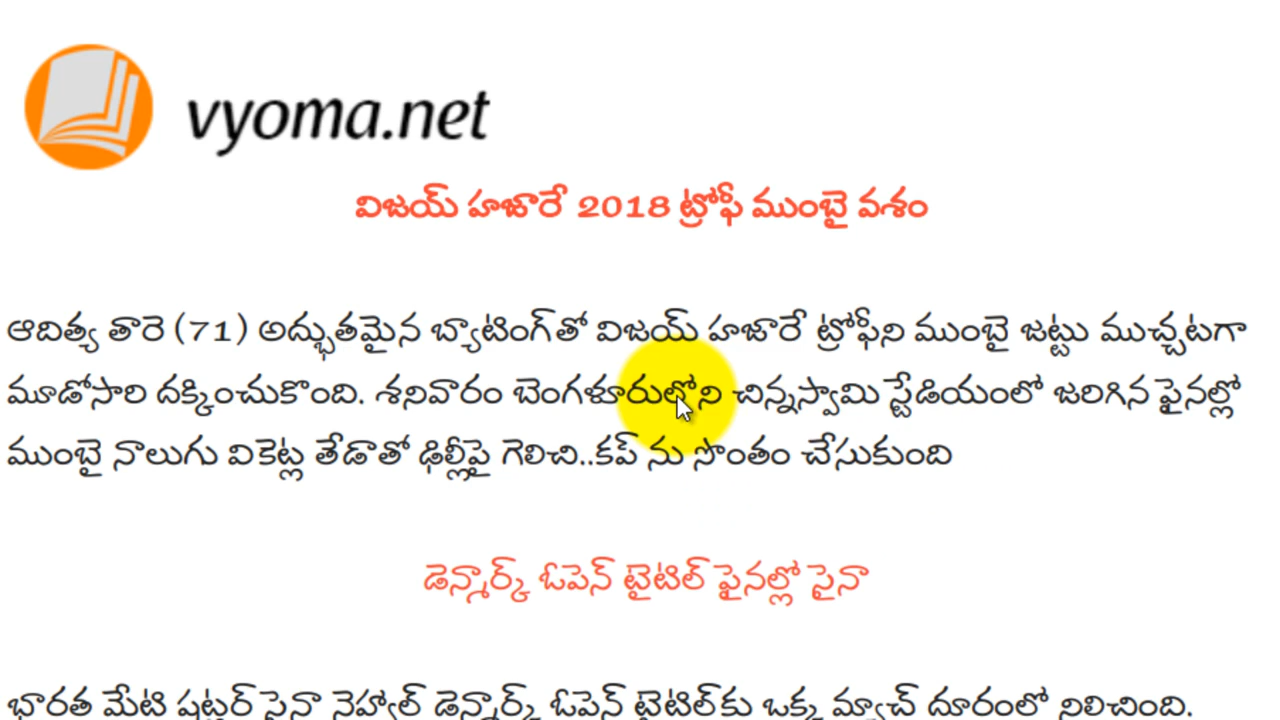 vyoma.net
విజయ్ హజారే 2018 ట్రోఫీ ముంబై వశం
ఆదిత్య తారె (71) అద్భుతమైన బ్యాటింగ్‌తో విజయ్ హజారే ట్రోఫీని ముంబై జట్టు ముచ్చటగా
మూడోసారి దక్కించుకొంది. శనివారం బెంగళూరులోని చిన్నస్వామి స్టేడియంలో జరిగిన ఫైనల్లో
ముంబై నాలుగు వికెట్ల తేడాతో ఢిల్లీపై గెలిచి..కప్ ను సొంతం చేసుకుంది
డెన్మార్క్ ఓపెన్ టైటిల్ ఫైనల్లో సైనా
భారత మేటి షట్లర్ సైనా నెహ్వాల్ డెన్మార్క్ ఓపెన్ టైటిల్‌కు ఒక్క మ్యాచ్ దూరంలో నిలిచింది.